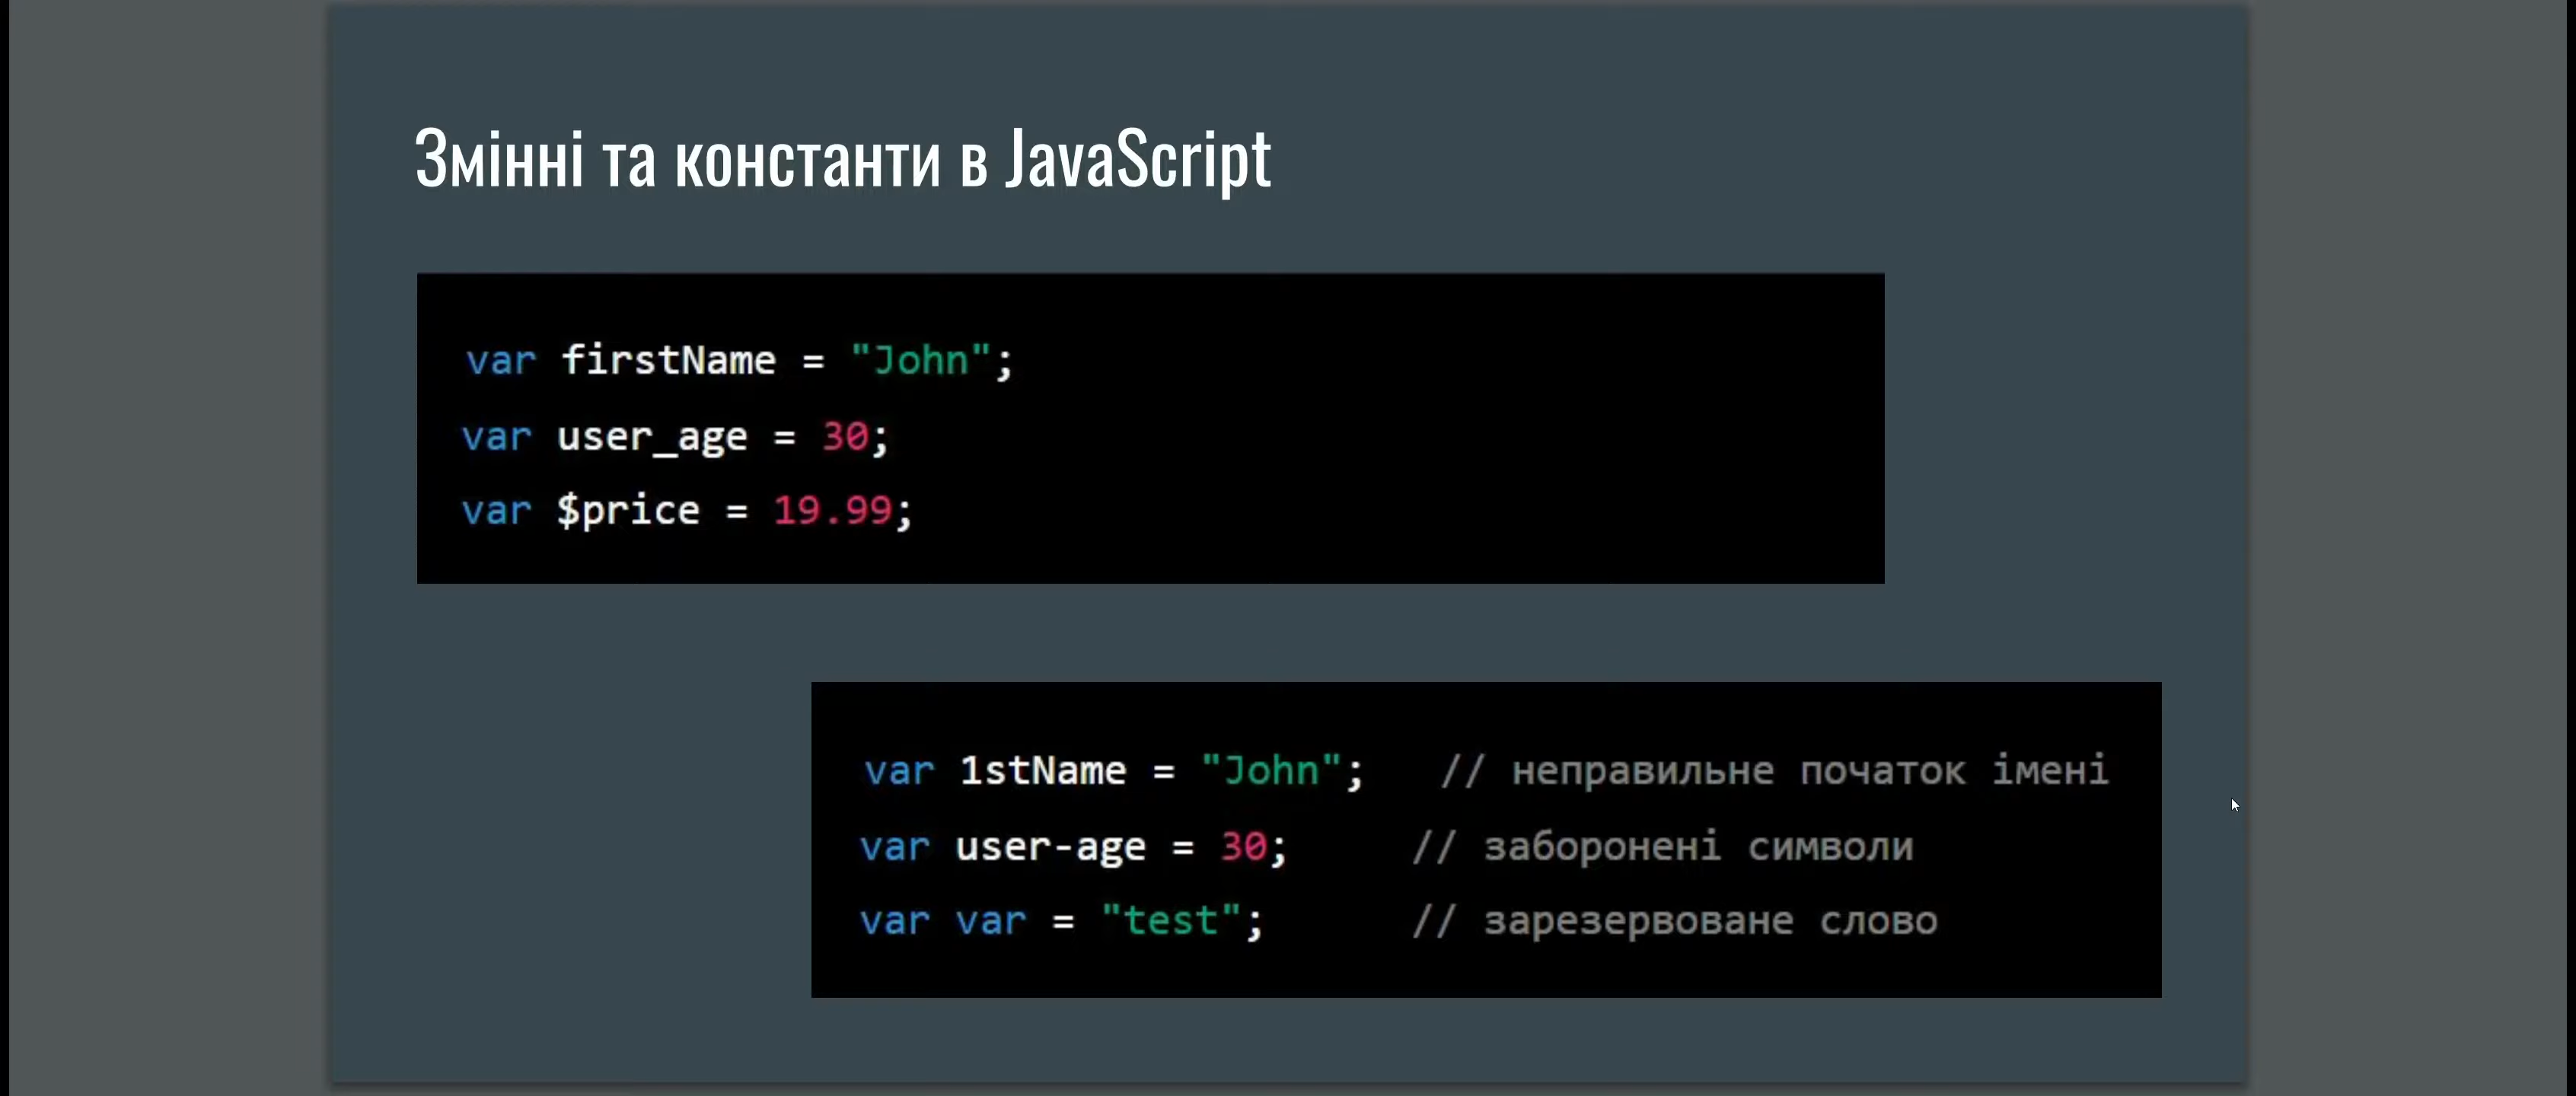 Змінні та константи в JavaScript
var firstName = "John";
var user_age = 30;
var $price = 19.99;
var 1stName = "John"; // неправильне початок імені
var user-age = 30; // заборонені символи
var var = "test"; // зарезервоване слово